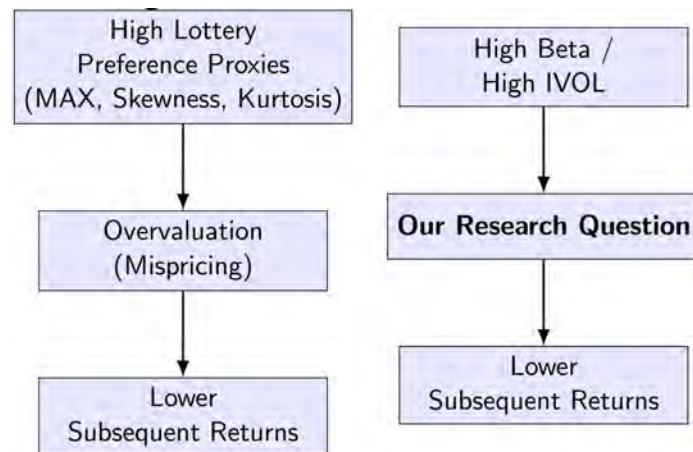 High Lottery
Preference Proxies
(MAX, Skewness, Kurtosis)
Overvaluation
(Mispricing)
Lower
Subsequent Returns
High Beta /
High IVOL
Our Research Question
Lower
Subsequent Returns